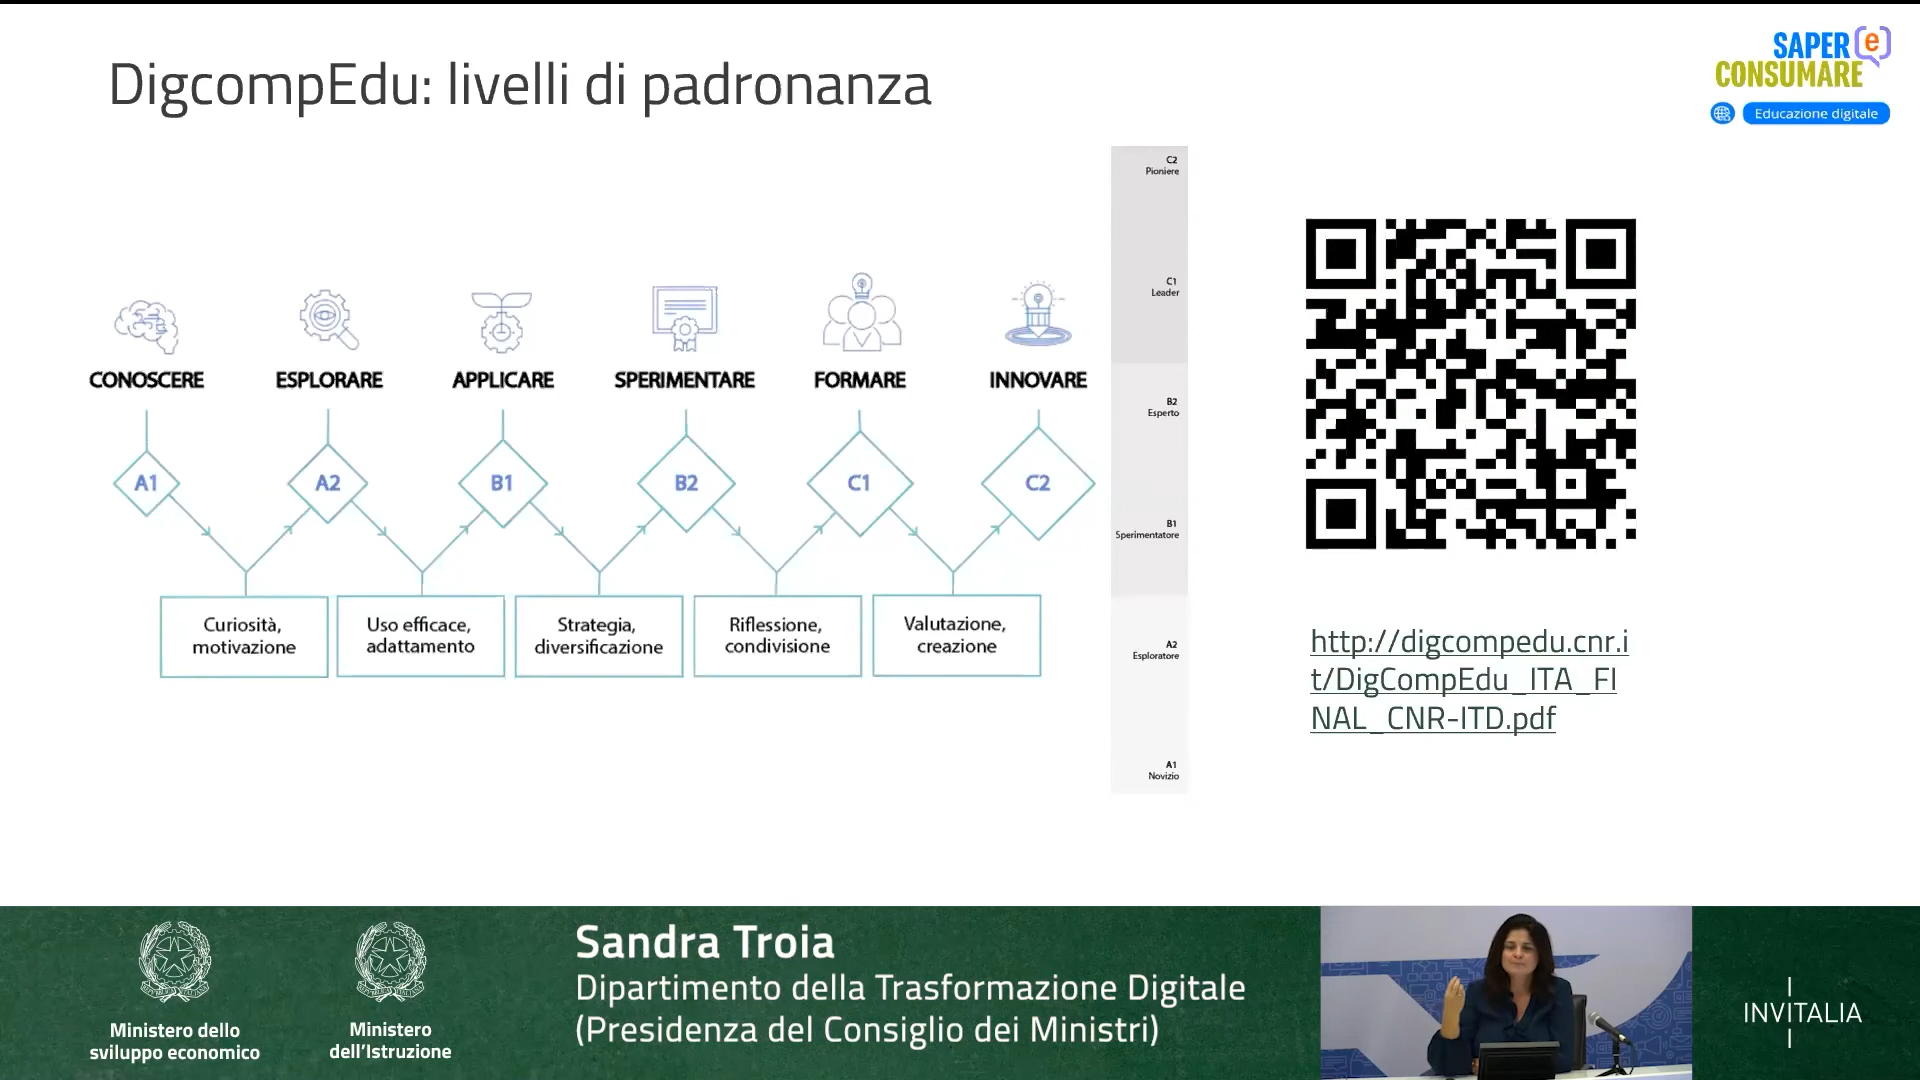 DigcompEdu: livelli di padronanza
SAPER e
CONSUMARE
Educazione digitale
CONOSCERE
ESPLORARE
APPLICARE
SPERIMENTARE
FORMARE
INNOVARE
A1
A2
B1
B2
C1
C2
Curiosità,
motivazione
Uso efficace,
adattamento
Strategia,
diversificazione
Riflessione,
condivisione
Valutazione,
creazione
C2
Pioniere
C1
Leader
B2
Esperto
B1
Sperimentatore
A2
Esploratore
A1
Novizio
http://digcompedu.cnr.i
t/DigCompEdu_ITA_FI
NAL_CNR-ITD.pdf
Ministero dello
sviluppo economico
Ministero
dell'Istruzione
Sandra Troia
Dipartimento della Trasformazione Digitale
(Presidenza del Consiglio dei Ministri)
INVITALIA